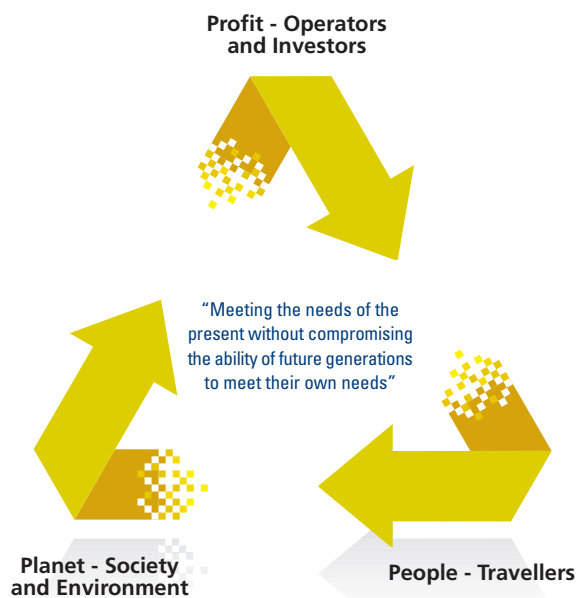 Profit - Operators
and Investors
“Meeting the needs of the
present without compromising
the ability of future generations
to meet their own needs”
Planet - Society
and Environment
People - Travellers